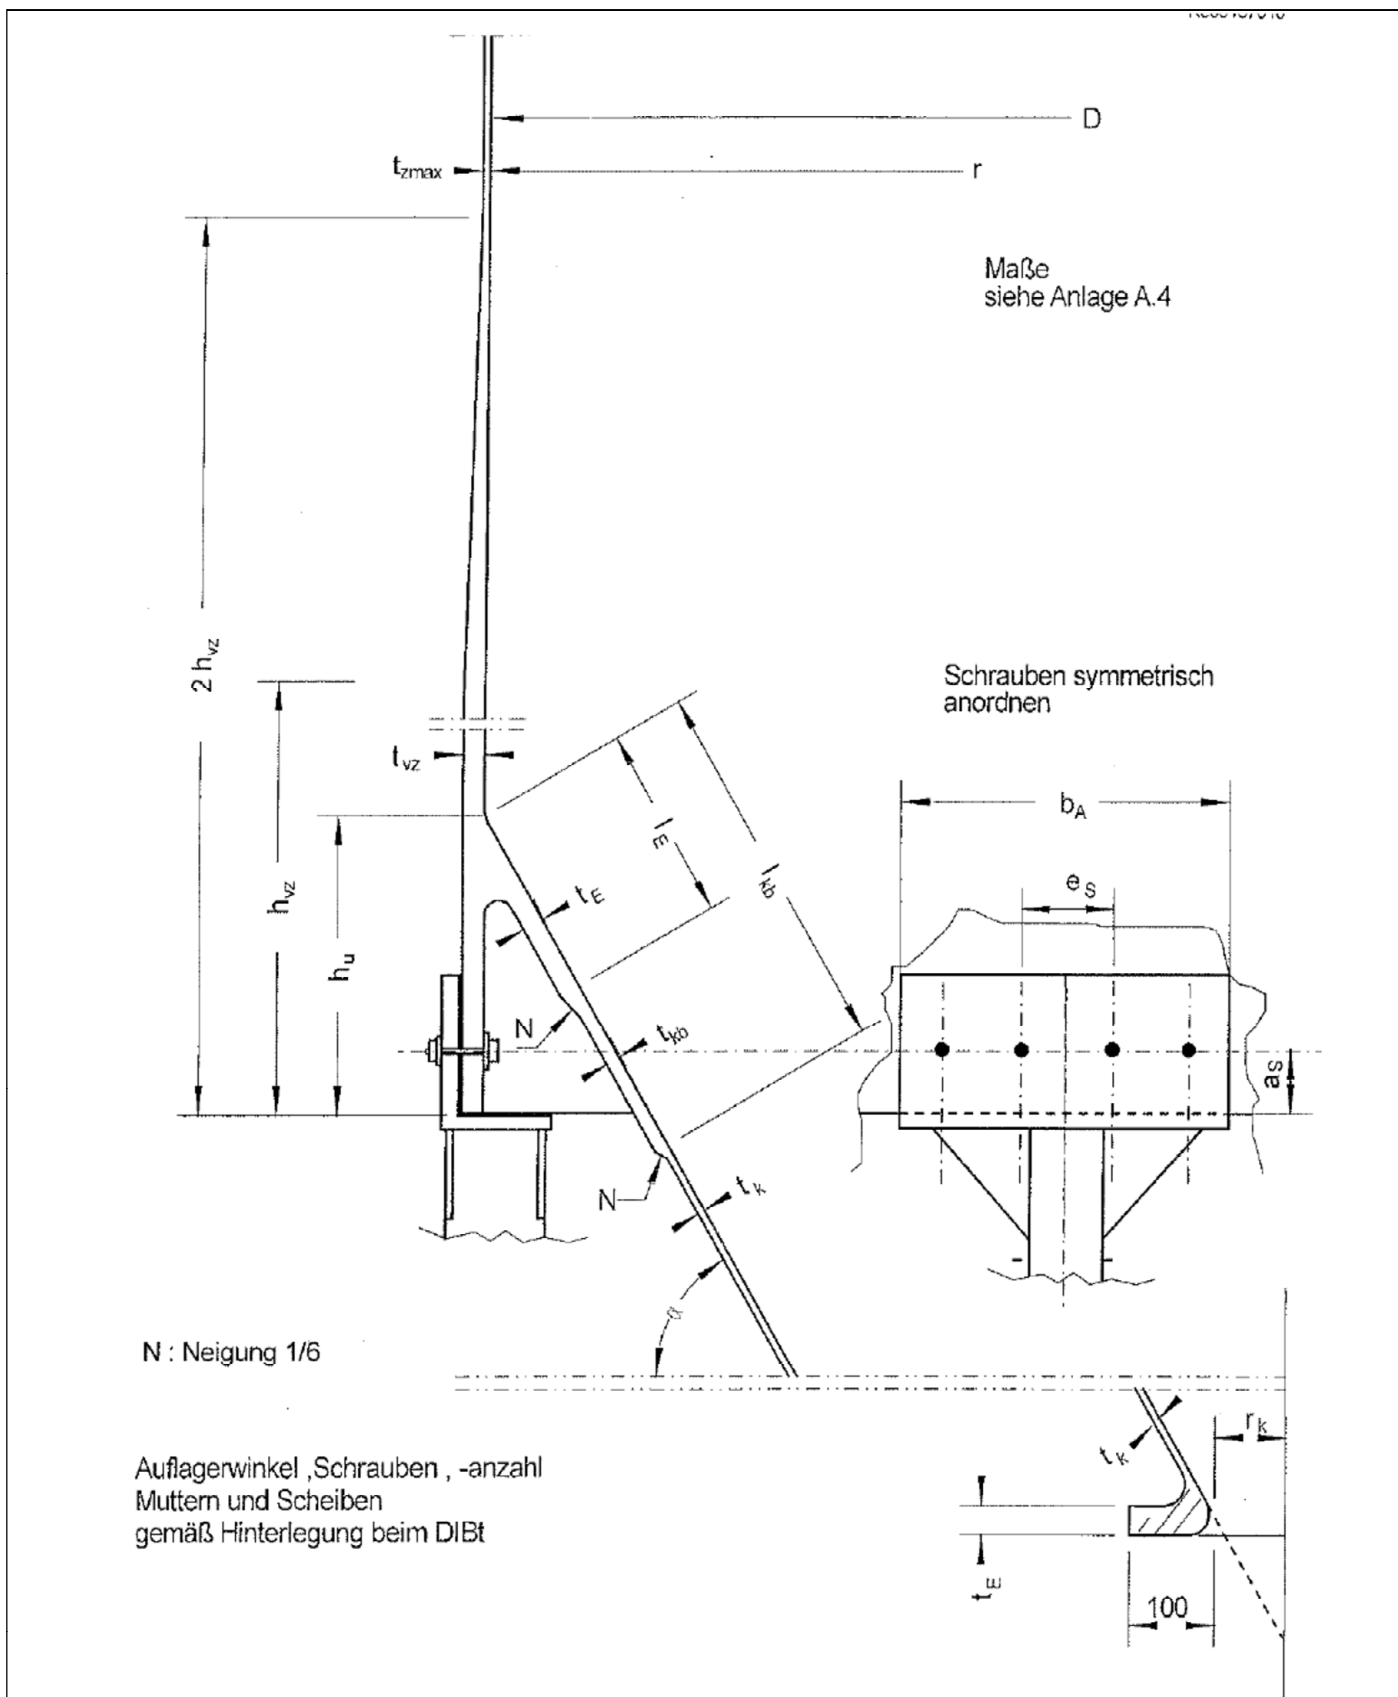 D
t_zmax
r
Maße
siehe Anlage A.4
2 h_vz
Schrauben symmetrisch
anordnen
t_vz
b_A
l_E
l_kb
e_S
h_vz
t_E
h_u
N
t_kb
a_S
N
t_k
α
N : Neigung 1/6
r_k
t_k
Auflagerwinkel ,Schrauben , -anzahl
Muttern und Scheiben
gemäß Hinterlegung beim DIBt
t_E
100